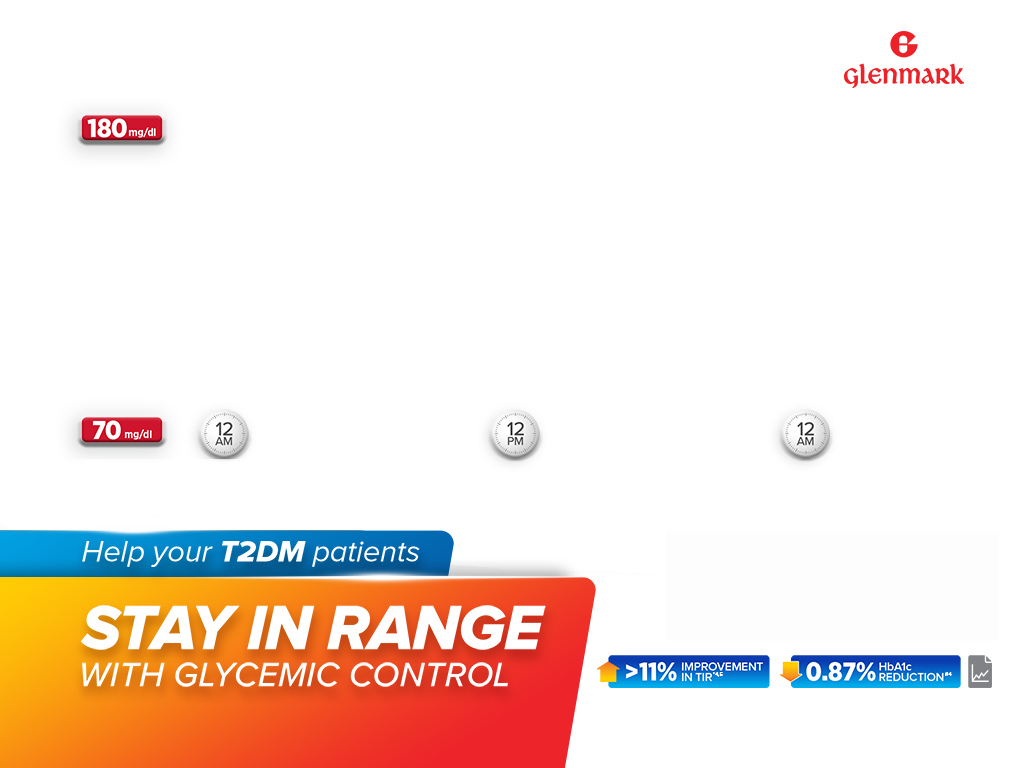 GLENMARK
180 mg/dl
70 mg/dl
12 AM
12 PM
12 AM
Help your T2DM patients
STAY IN RANGE
WITH GLYCEMIC CONTROL
>11% IMPROVEMENT
IN TIR
0.87% HbA1c
REDUCTION